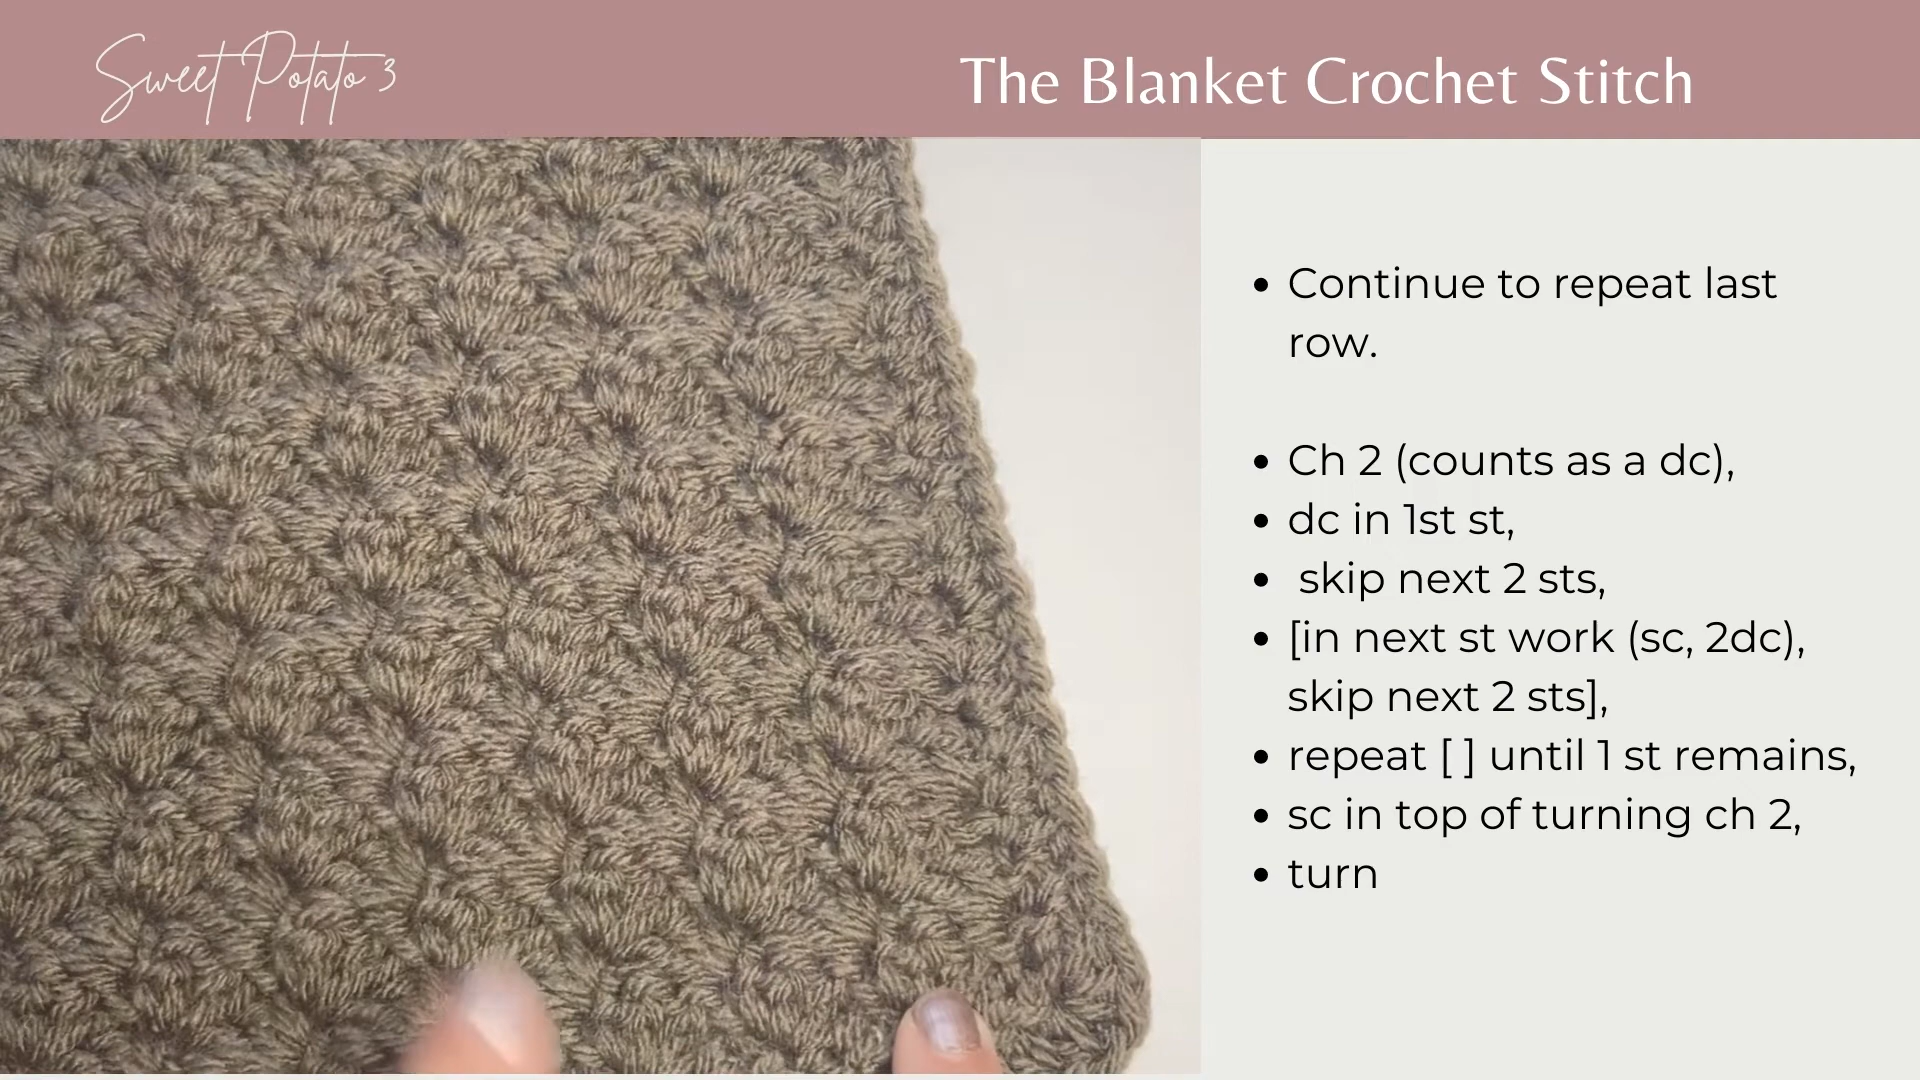 Sweet Potato 3
The Blanket Crochet Stitch
• Continue to repeat last
row.
• Ch 2 (counts as a dc),
• dc in 1st st,
• skip next 2 sts,
• [in next st work (sc, 2dc),
skip next 2 sts],
• repeat [ ] until 1 st remains,
• sc in top of turning ch 2,
• turn